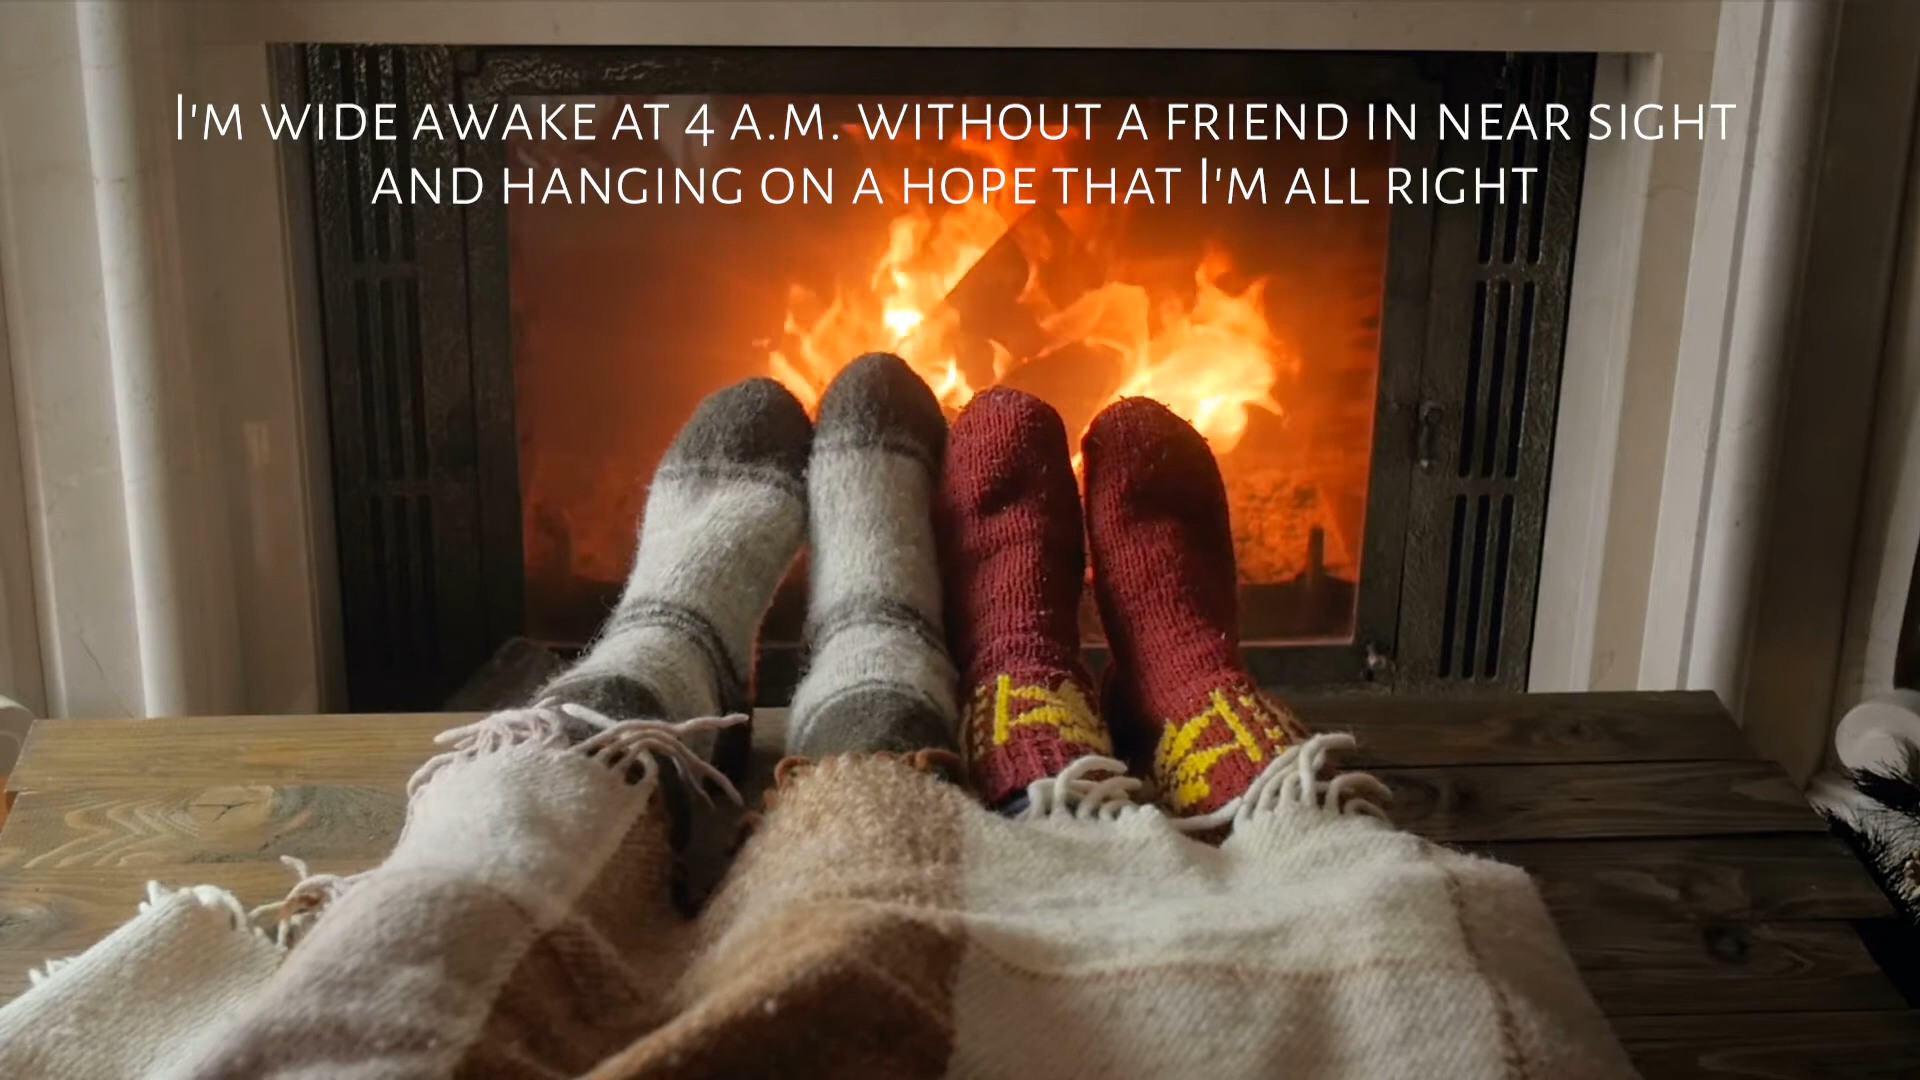 I'm wide awake at 4 a.m. without a friend in near sight
and hanging on a hope that I'm all right